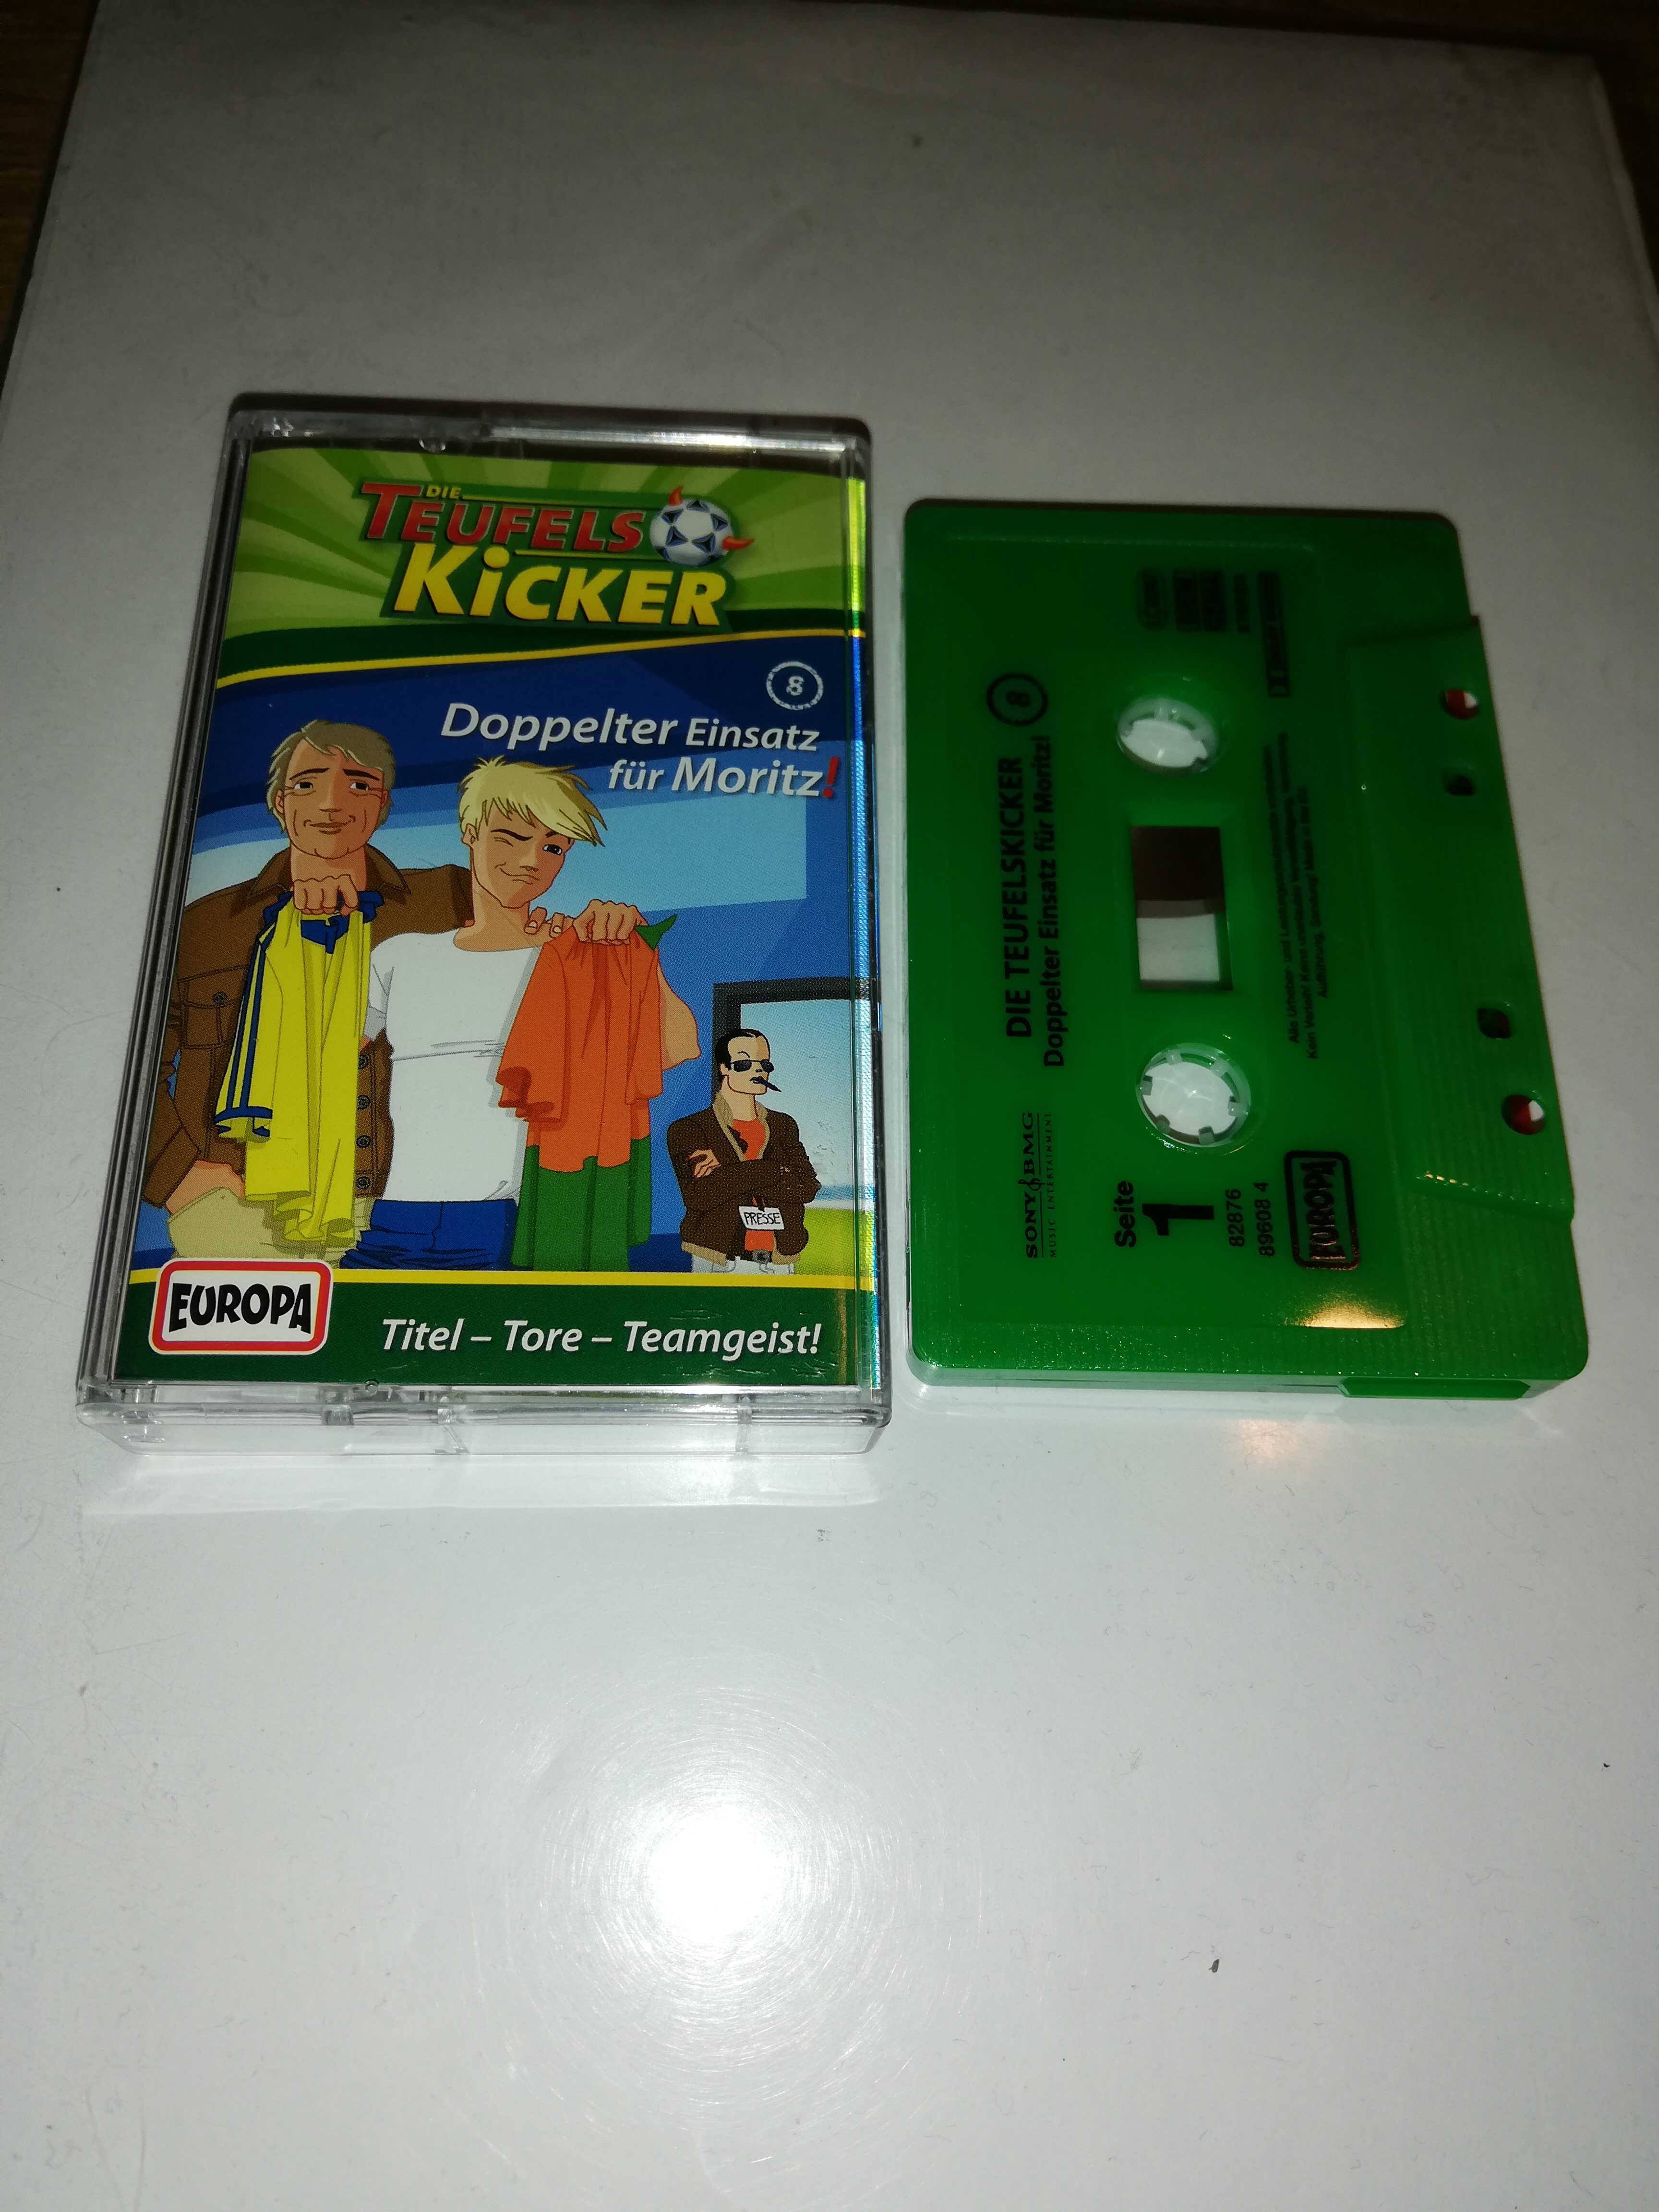 DIE
TEUFELS
KiCKER
8
Doppelter Einsatz
für Moritz!
PRESSE
EUROPA
Titel – Tore – Teamgeist!
8
DIE TEUFELSKICKER
Doppelter Einsatz für Moritz!
SONY BMG
MUSIC ENTERTAINMENT
Seite
1
82876
89608 4
EUROPA